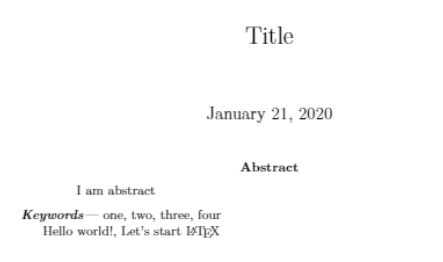 Title
January 21, 2020
Abstract
I am abstract
Keywords— one, two, three, four
Hello world!, Let's start LATEX